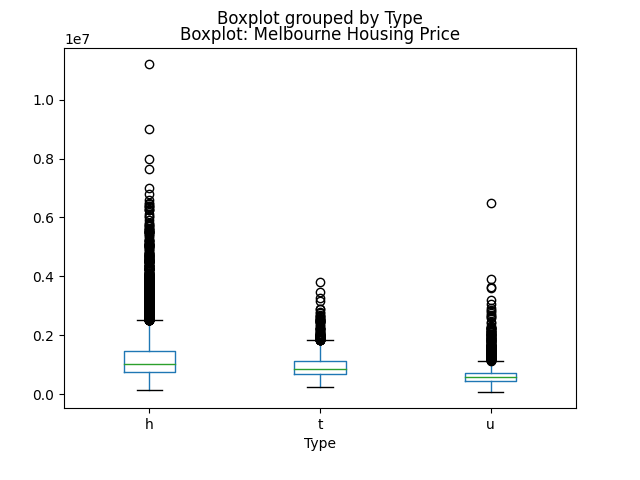 Boxplot grouped by Type
Boxplot: Melbourne Housing Price
1e7
1.0
0.8
0.6
0.4
0.2
0.0
h t u
Type